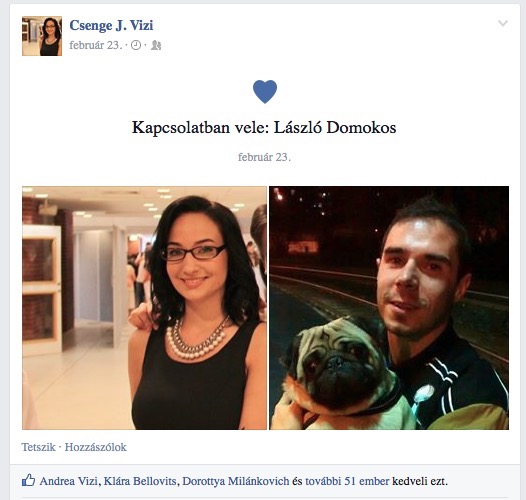 Csenge J. Vizi
február 23. ·
Kapcsolatban vele: László Domokos
február 23.
Tetszik · Hozzászólok
Andrea Vizi, Klára Bellovits, Dorottya Milánkovich és további 51 ember kedveli ezt.